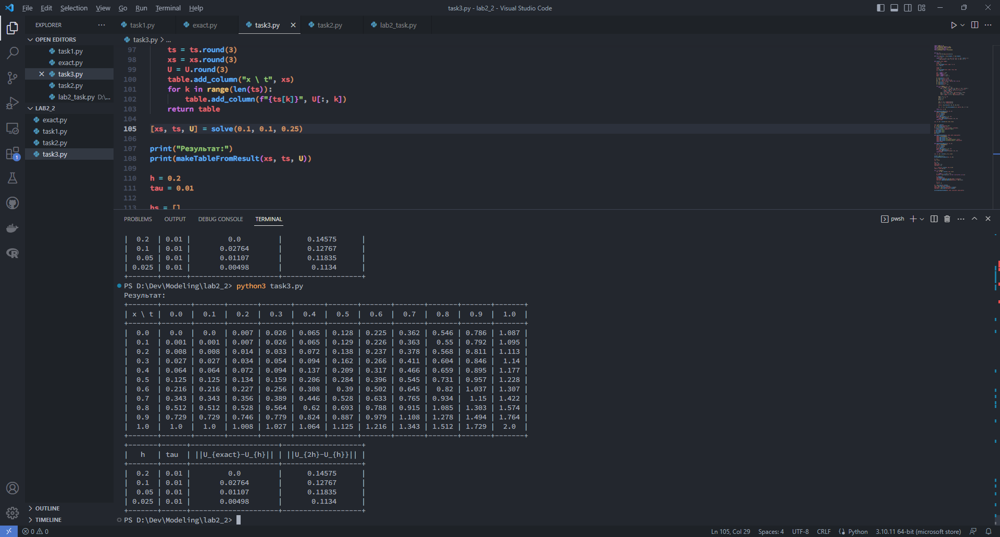 File Edit Selection View Go Run Terminal Help
task3.py - lab2_2 - Visual Studio Code
EXPLORER
task1.py exact.py task3.py task2.py lab2_task.py
OPEN EDITORS
task1.py
exact.py
task3.py
task2.py
lab2_task.py D:\...
LAB2_2
exact.py
task1.py
task2.py
task3.py
OUTLINE
TIMELINE
1
task3.py > ...
97 ts = ts.round(3)
98 xs = xs.round(3)
99 U = U.round(3)
100 table.add_column("x \ t", xs)
101 for k in range(len(ts)):
102 table.add_column(f"{ts[k]}", U[:, k])
103 return table
104
105 [xs, ts, U] = solve(0.1, 0.1, 0.25)
106
107 print("Результат:")
108 print(makeTableFromResult(xs, ts, U))
109
110 h = 0.2
111 tau = 0.01
112
113 hs = []
PROBLEMS OUTPUT DEBUG CONSOLE TERMINAL
pwsh
| 0.2 | 0.01 | 0.0 | 0.14575 |
| 0.1 | 0.01 | 0.02764 | 0.12767 |
| 0.05 | 0.01 | 0.01107 | 0.11835 |
| 0.025 | 0.01 | 0.00498 | 0.1134 |
+-------+------+---------------------+--------------------+
PS D:\Dev\Modeling\lab2_2> python3 task3.py
Результат:
+-------+-------+-------+-------+-------+-------+-------+-------+-------+-------+-------+-------+
| x \ t | 0.0 | 0.1 | 0.2 | 0.3 | 0.4 | 0.5 | 0.6 | 0.7 | 0.8 | 0.9 | 1.0 |
+-------+-------+-------+-------+-------+-------+-------+-------+-------+-------+-------+-------+
| 0.0 | 0.0 | 0.0 | 0.007 | 0.026 | 0.065 | 0.128 | 0.225 | 0.362 | 0.546 | 0.786 | 1.087 |
| 0.1 | 0.001 | 0.001 | 0.007 | 0.026 | 0.065 | 0.129 | 0.226 | 0.363 | 0.55 | 0.792 | 1.095 |
| 0.2 | 0.008 | 0.008 | 0.014 | 0.033 | 0.072 | 0.138 | 0.237 | 0.378 | 0.568 | 0.811 | 1.113 |
| 0.3 | 0.027 | 0.027 | 0.034 | 0.054 | 0.094 | 0.162 | 0.266 | 0.411 | 0.604 | 0.846 | 1.14 |
| 0.4 | 0.064 | 0.064 | 0.072 | 0.094 | 0.137 | 0.209 | 0.317 | 0.466 | 0.659 | 0.895 | 1.177 |
| 0.5 | 0.125 | 0.125 | 0.134 | 0.159 | 0.206 | 0.284 | 0.396 | 0.545 | 0.731 | 0.957 | 1.228 |
| 0.6 | 0.216 | 0.216 | 0.227 | 0.256 | 0.308 | 0.39 | 0.502 | 0.645 | 0.82 | 1.037 | 1.307 |
| 0.7 | 0.343 | 0.343 | 0.356 | 0.389 | 0.446 | 0.528 | 0.633 | 0.765 | 0.934 | 1.15 | 1.422 |
| 0.8 | 0.512 | 0.512 | 0.528 | 0.564 | 0.62 | 0.693 | 0.788 | 0.915 | 1.085 | 1.303 | 1.574 |
| 0.9 | 0.729 | 0.729 | 0.746 | 0.779 | 0.824 | 0.887 | 0.979 | 1.108 | 1.278 | 1.494 | 1.764 |
| 1.0 | 1.0 | 1.0 | 1.008 | 1.027 | 1.064 | 1.125 | 1.216 | 1.343 | 1.512 | 1.729 | 2.0 |
+-------+-------+-------+-------+-------+-------+-------+-------+-------+-------+-------+-------+
+-------+------+---------------------+--------------------+
| h | tau | ||U_{exact}-U_{h}|| | ||U_{2h}-U_{h}}|| |
+-------+------+---------------------+--------------------+
| 0.2 | 0.01 | 0.0 | 0.14575 |
| 0.1 | 0.01 | 0.02764 | 0.12767 |
| 0.05 | 0.01 | 0.01107 | 0.11835 |
| 0.025 | 0.01 | 0.00498 | 0.1134 |
+-------+------+---------------------+--------------------+
PS D:\Dev\Modeling\lab2_2>
0 0
Ln 105, Col 29 Spaces: 4 UTF-8 CRLF Python 3.10.11 64-bit (microsoft store)